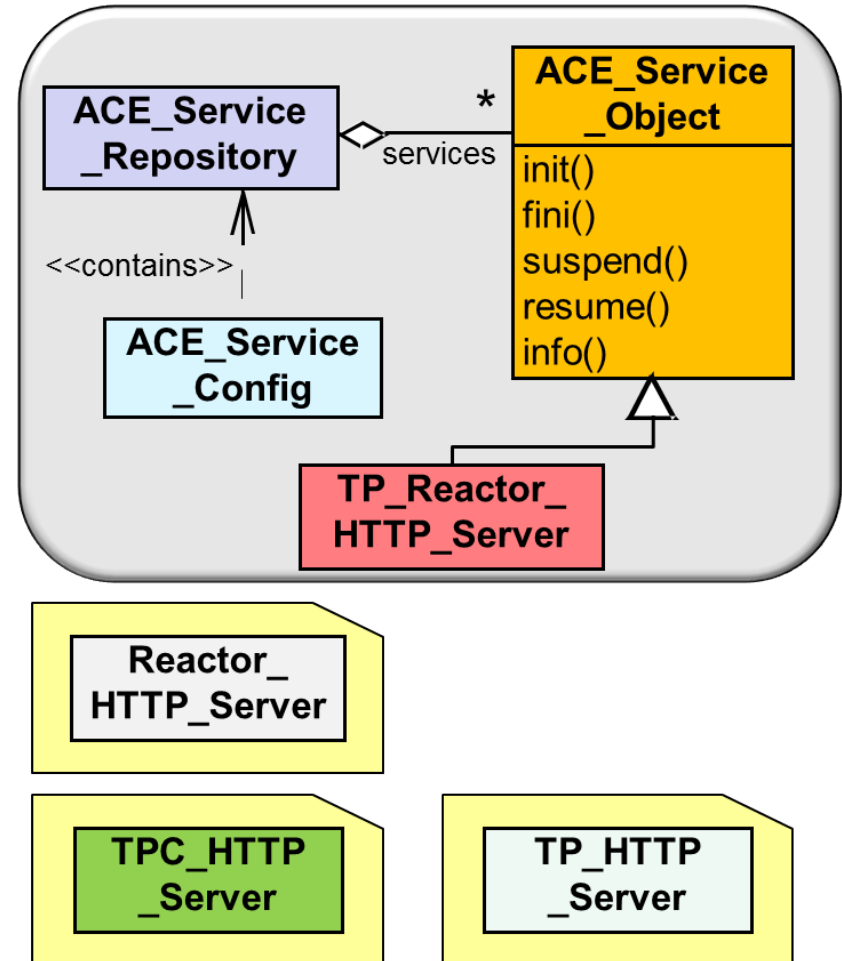 ACE_Service
_Repository
*
services
ACE_Service
_Object
init()
fini()
suspend()
resume()
info()
<<contains>>
ACE_Service
_Config
TP_Reactor_
HTTP_Server
Reactor_
HTTP_Server
TPC_HTTP
_Server
TP_HTTP
_Server